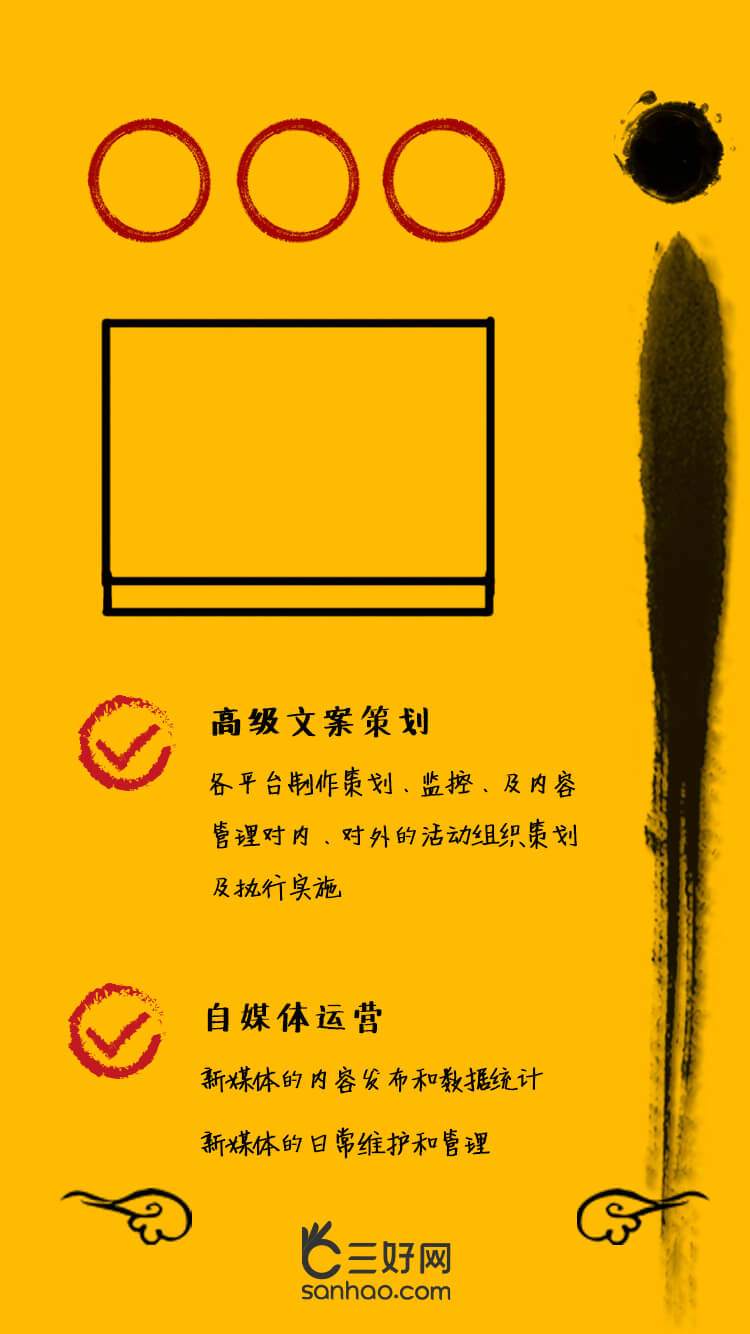 高级文案策划
各平台制作策划、监控、及内容
管理对内、对外的活动组织策划
及执行实施
自媒体运营
新媒体的内容发布和数据统计
新媒体的日常维护和管理
三好网
sanhao.com